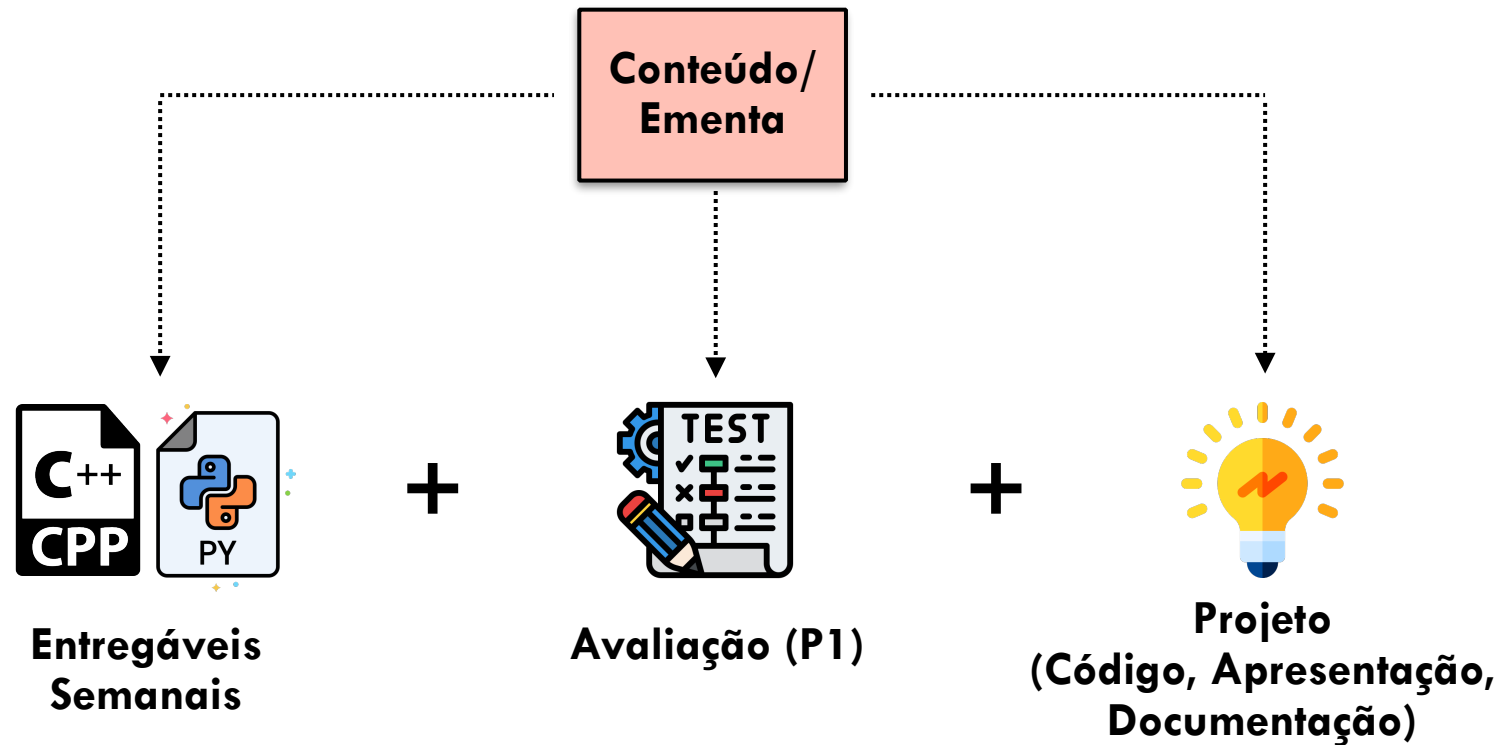 Conteúdo/
Ementa
C++
CPP
PY
TEST
+
+
Entregáveis
Semanais
Avaliação (P1)
Projeto
(Código, Apresentação,
Documentação)